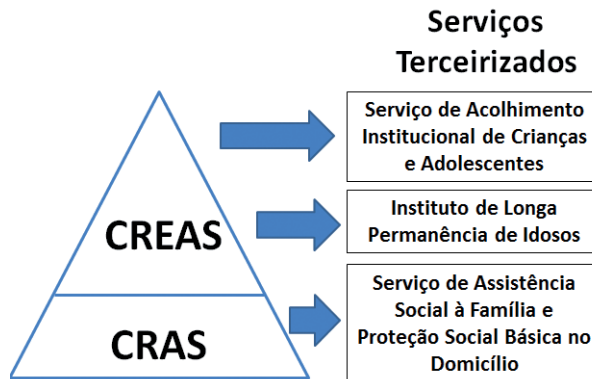 Serviços
Terceirizados
Serviço de Acolhimento
Institucional de Crianças
e Adolescentes
CREAS
Instituto de Longa
Permanência de Idosos
CRAS
Serviço de Assistência
Social à Família e
Proteção Social Básica no
Domicílio